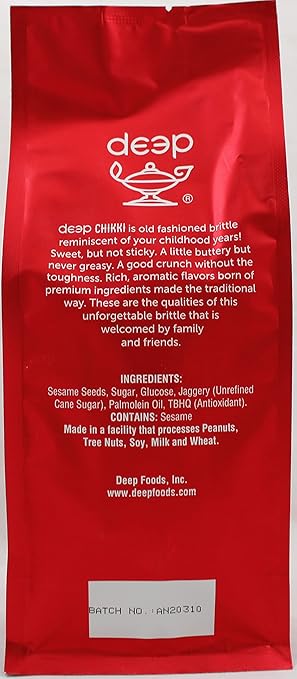 deep
®
deep CHIKKI is old fashioned brittle
reminiscent of your childhood years!
Sweet, but not sticky. A little buttery but
never greasy. A good crunch without the
toughness. Rich, aromatic flavors born of
premium ingredients made the traditional
way. These are the qualities of this
unforgettable brittle that is
welcomed by family
and friends.
INGREDIENTS:
Sesame Seeds, Sugar, Glucose, Jaggery (Unrefined
Cane Sugar), Palmolein Oil, TBHQ (Antioxidant).
CONTAINS: Sesame
Made in a facility that processes Peanuts,
Tree Nuts, Soy, Milk and Wheat.
Deep Foods, Inc.
www.deepfoods.com
BATCH NO.:AN20310